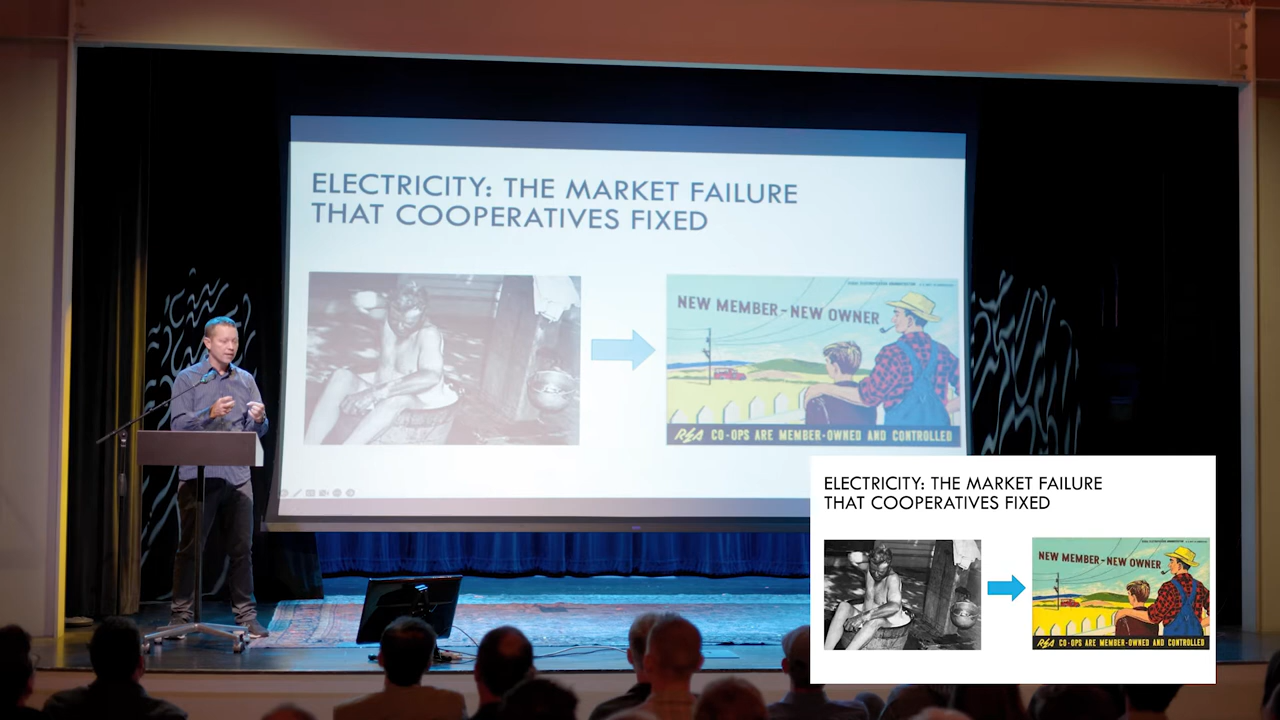 ELECTRICITY: THE MARKET FAILURE
THAT COOPERATIVES FIXED
NEW MEMBER - NEW OWNER
REA CO-OPS ARE MEMBER-OWNED AND CONTROLLED
ELECTRICITY: THE MARKET FAILURE
THAT COOPERATIVES FIXED
NEW MEMBER - NEW OWNER
REA CO-OPS ARE MEMBER-OWNED AND CONTROLLED